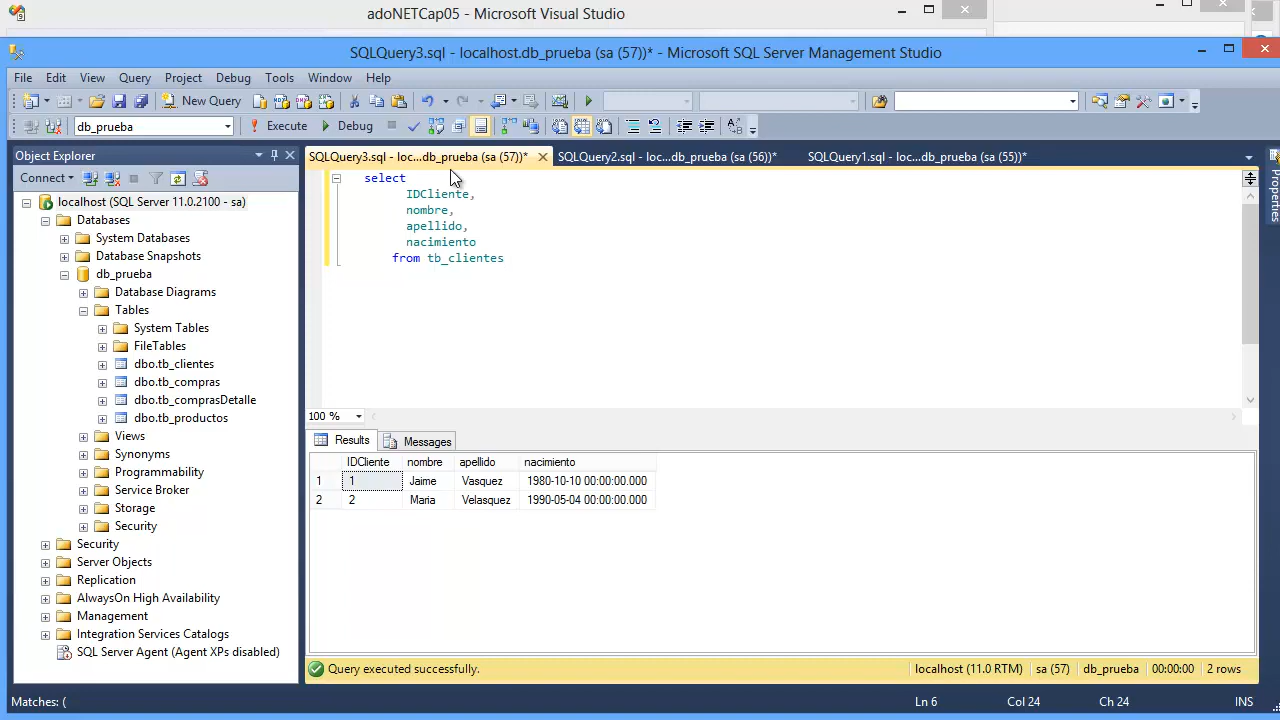 adoNETCap05 - Microsoft Visual Studio
SQLQuery3.sql - localhost.db_prueba (sa (57))* - Microsoft SQL Server Management Studio
File Edit View Query Project Debug Tools Window Help
New Query
db_prueba Execute Debug
Object Explorer
Connect
localhost (SQL Server 11.0.2100 - sa)
Databases
System Databases
Database Snapshots
db_prueba
Database Diagrams
Tables
System Tables
FileTables
dbo.tb_clientes
dbo.tb_compras
dbo.tb_comprasDetalle
dbo.tb_productos
Views
Synonyms
Programmability
Service Broker
Storage
Security
Security
Server Objects
Replication
AlwaysOn High Availability
Management
Integration Services Catalogs
SQL Server Agent (Agent XPs disabled)
SQLQuery3.sql - loc...db_prueba (sa (57))* SQLQuery2.sql - loc...db_prueba (sa (56))* SQLQuery1.sql - loc...db_prueba (sa (55))*
select
IDCliente,
nombre,
apellido,
nacimiento
from tb_clientes
100 %
Results Messages
IDCliente nombre apellido nacimiento
1 1 Jaime Vasquez 1980-10-10 00:00:00.000
2 2 Maria Velasquez 1990-05-04 00:00:00.000
Query executed successfully. localhost (11.0 RTM) sa (57) db_prueba 00:00:00 2 rows
Properties
Matches: ( Ln 6 Col 24 Ch 24 INS